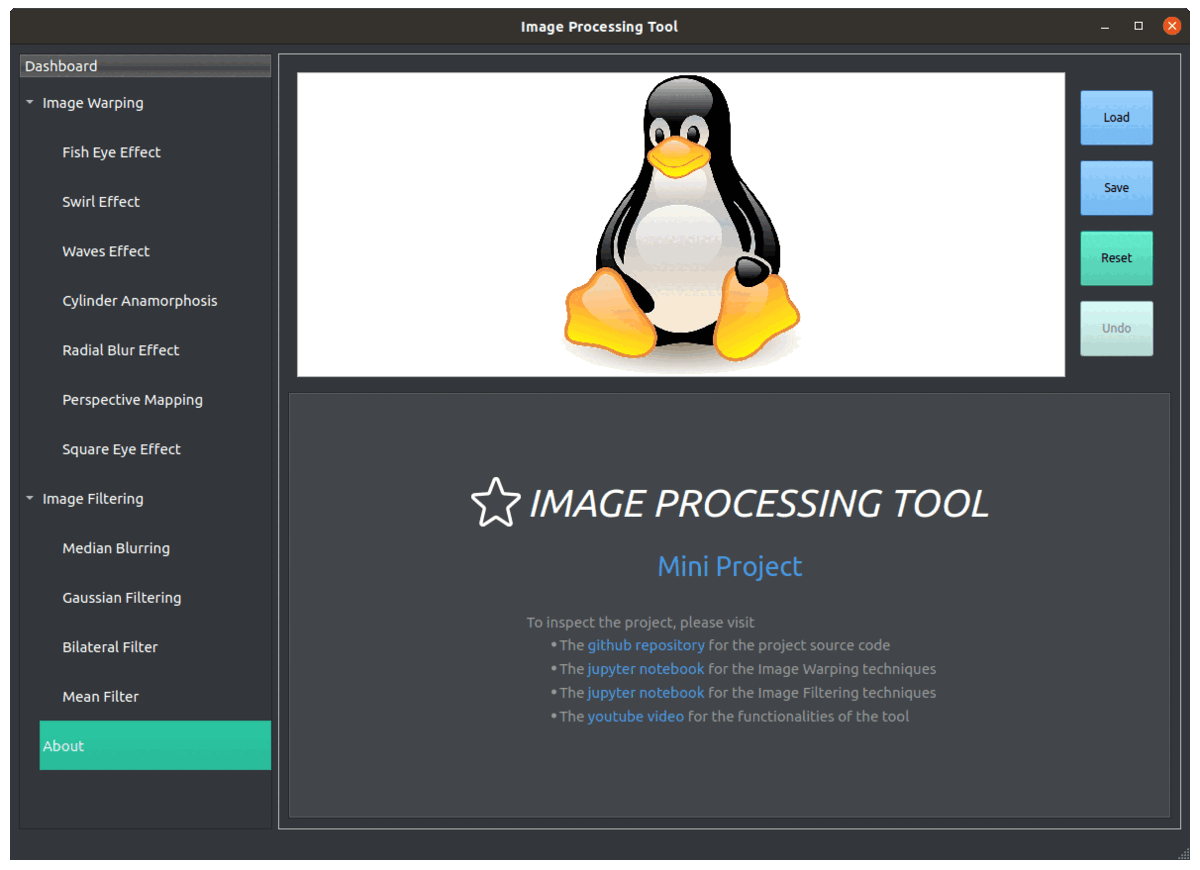 Image Processing Tool
Dashboard
Image Warping
Fish Eye Effect
Swirl Effect
Waves Effect
Cylinder Anamorphosis
Radial Blur Effect
Perspective Mapping
Square Eye Effect
Image Filtering
Median Blurring
Gaussian Filtering
Bilateral Filter
Mean Filter
About
Load
Save
Reset
Undo
IMAGE PROCESSING TOOL
Mini Project
To inspect the project, please visit
• The github repository for the project source code
• The jupyter notebook for the Image Warping techniques
• The jupyter notebook for the Image Filtering techniques
• The youtube video for the functionalities of the tool